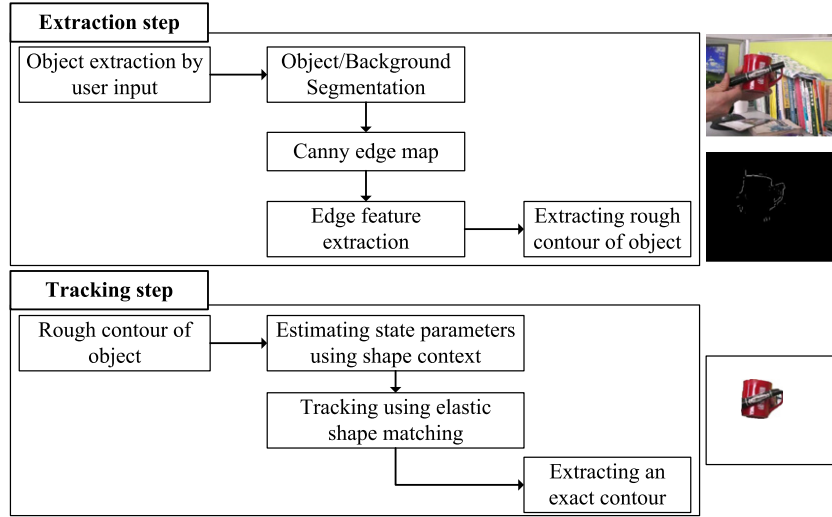 Extraction step
Object extraction by
user input
Object/Background
Segmentation
Canny edge map
Edge feature
extraction
Extracting rough
contour of object
Tracking step
Rough contour of
object
Estimating state parameters
using shape context
Tracking using elastic
shape matching
Extracting an
exact contour